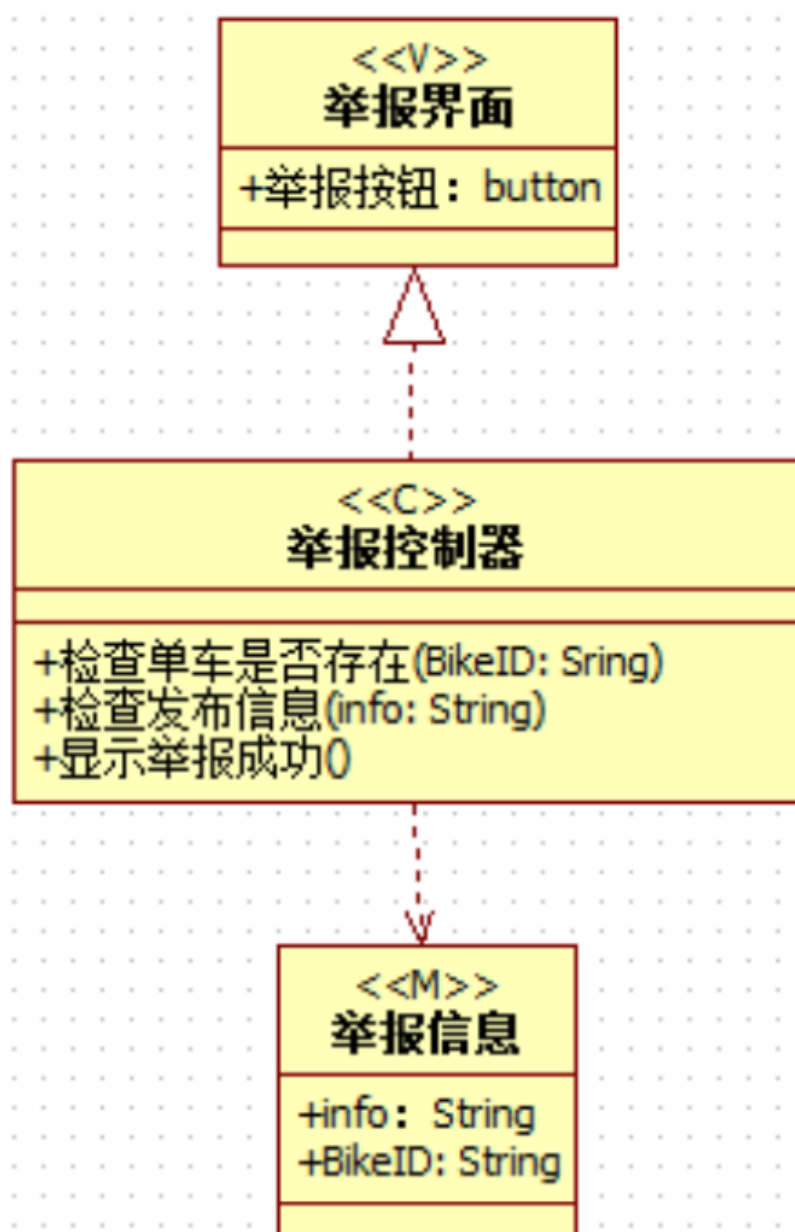 <<V>>
举报界面
+举报按钮：button
<<C>>
举报控制器
+检查单车是否存在(BikeID: Sring)
+检查发布信息(info: String)
+显示举报成功()
<<M>>
举报信息
+info：String
+BikeID: String